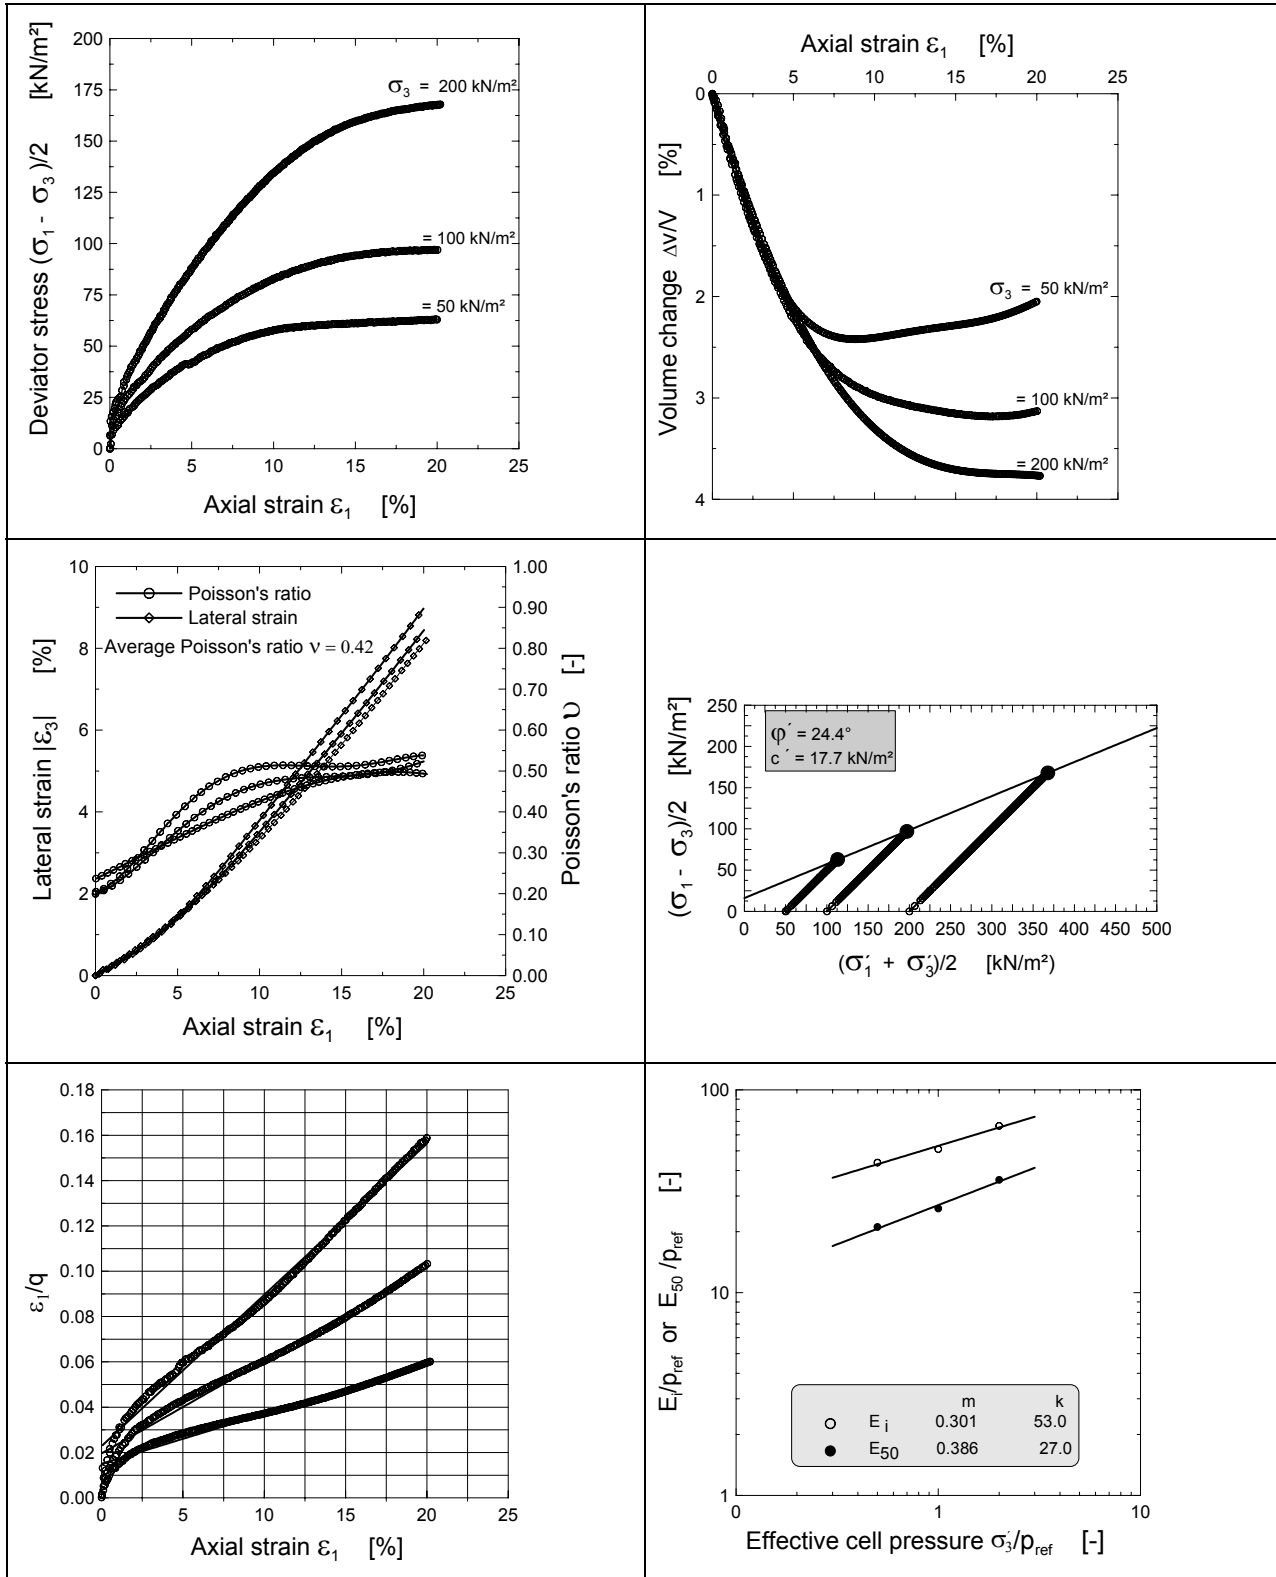 Deviator stress (σ1 - σ3)/2 [kN/m²]
200
175
150
125
100
75
50
25
0
σ3 = 200 kN/m²
= 100 kN/m²
= 50 kN/m²
0 5 10 15 20 25
Axial strain ε1 [%]
Axial strain ε1 [%]
0 5 10 15 20 25
Volume change Δv/V [%]
0
1
2
3
4
σ3 = 50 kN/m²
= 100 kN/m²
= 200 kN/m²
Lateral strain |ε3| [%]
10
8
6
4
2
0
Poisson's ratio
Lateral strain
Average Poisson's ratio ν = 0.42
1.00
0.90
0.80
0.70
0.60
0.50
0.40
0.30
0.20
0.10
0.00
Poisson's ratio υ [-]
0 5 10 15 20 25
Axial strain ε1 [%]
(σ1 - σ3)/2 [kN/m²]
250
200
150
100
50
0
φ´ = 24.4°
c´ = 17.7 kN/m²
0 50 100 150 200 250 300 350 400 450 500
(σ1´ + σ3´)/2 [kN/m²)
ε1/q
0.18
0.16
0.14
0.12
0.10
0.08
0.06
0.04
0.02
0.00
0 5 10 15 20 25
Axial strain ε1 [%]
Ei/pref or E50/pref [-]
100
10
1
m k
Ei 0.301 53.0
E50 0.386 27.0
0 1 10
Effective cell pressure σ3´/pref [-]